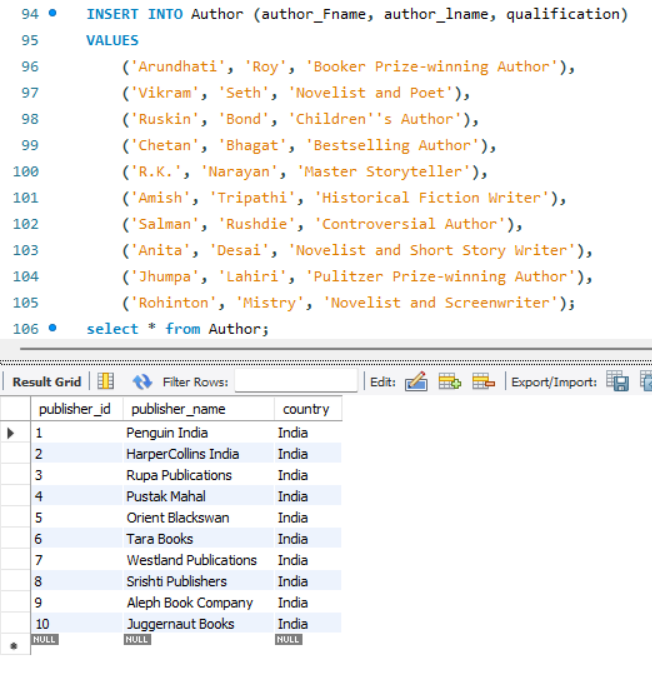 94 INSERT INTO Author (author_Fname, author_lname, qualification)
95 VALUES
96 ('Arundhati', 'Roy', 'Booker Prize-winning Author'),
97 ('Vikram', 'Seth', 'Novelist and Poet'),
98 ('Ruskin', 'Bond', 'Children''s Author'),
99 ('Chetan', 'Bhagat', 'Bestselling Author'),
100 ('R.K.', 'Narayan', 'Master Storyteller'),
101 ('Amish', 'Tripathi', 'Historical Fiction Writer'),
102 ('Salman', 'Rushdie', 'Controversial Author'),
103 ('Anita', 'Desai', 'Novelist and Short Story Writer'),
104 ('Jhumpa', 'Lahiri', 'Pulitzer Prize-winning Author'),
105 ('Rohinton', 'Mistry', 'Novelist and Screenwriter');
106 select * from Author;
Result Grid Filter Rows: Edit: Export/Import:
publisher_id publisher_name country
1 Penguin India India
2 HarperCollins India India
3 Rupa Publications India
4 Pustak Mahal India
5 Orient Blackswan India
6 Tara Books India
7 Westland Publications India
8 Srishti Publishers India
9 Aleph Book Company India
10 Juggernaut Books India
NULL NULL NULL